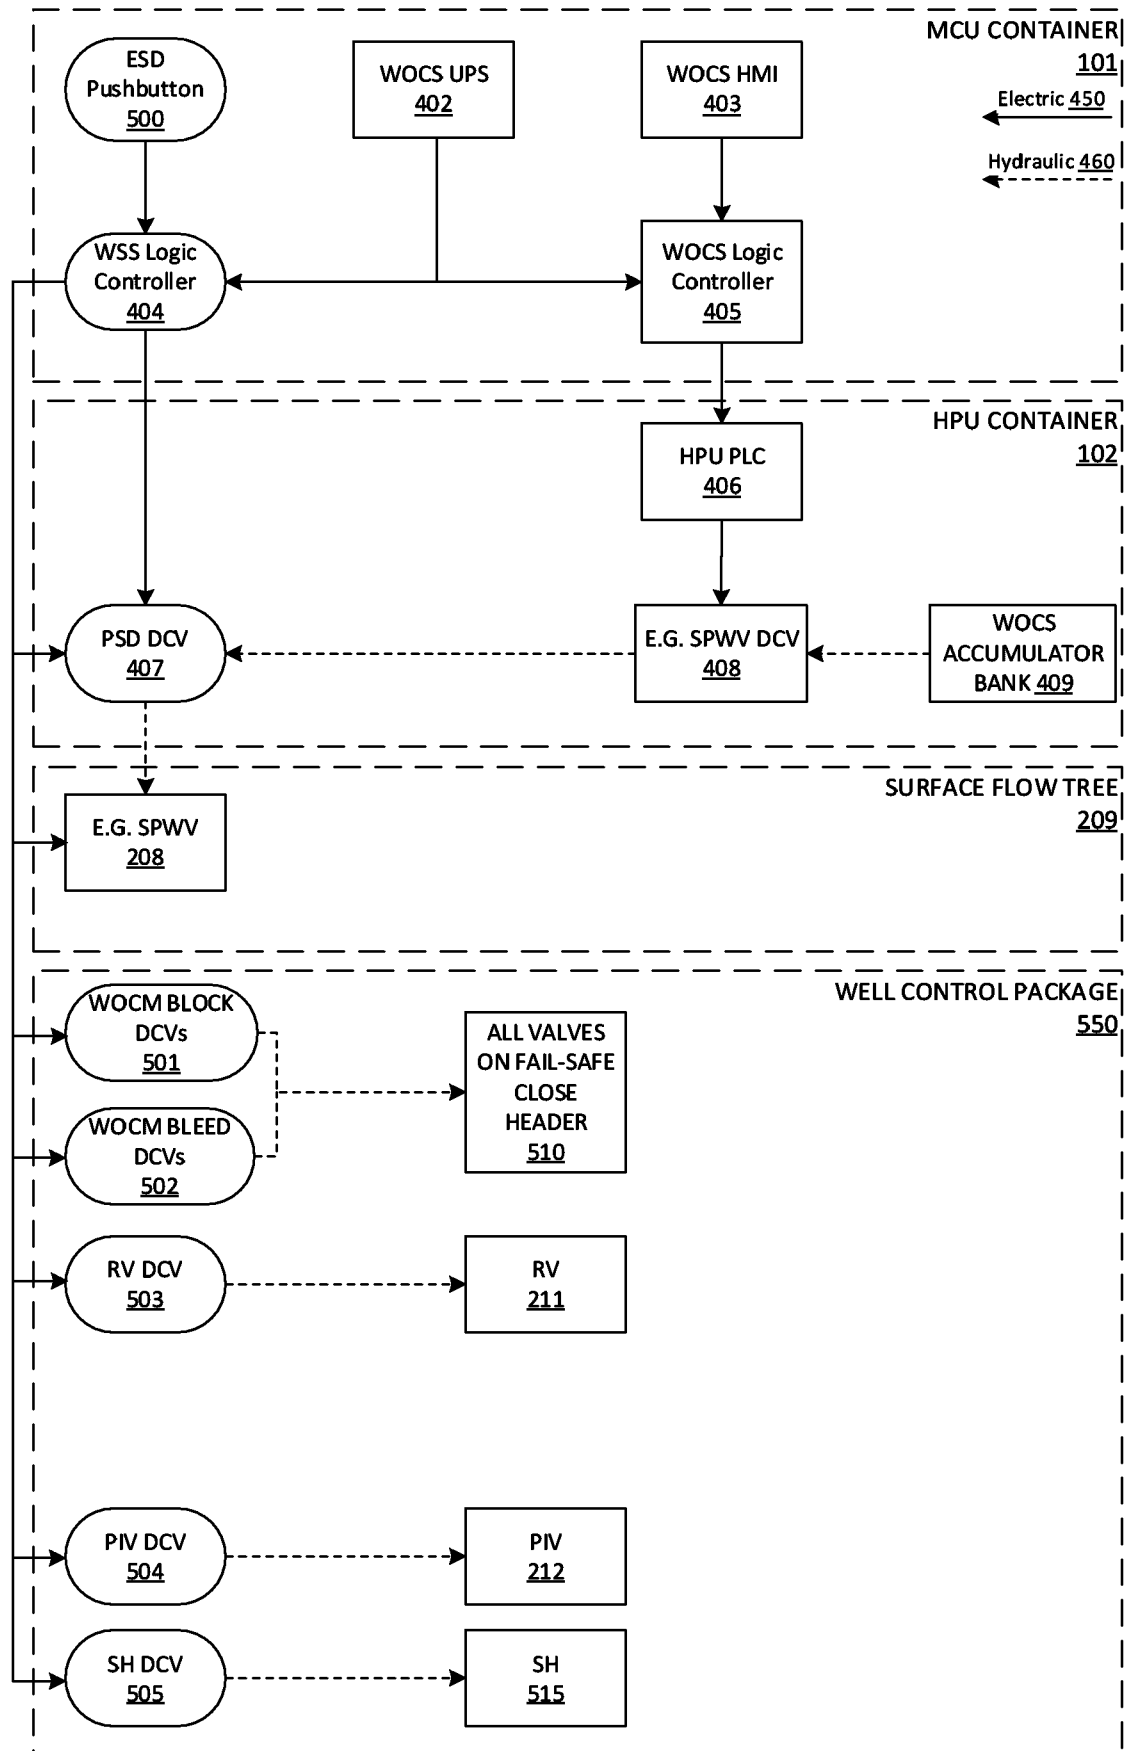 MCU CONTAINER
101
Electric 450
Hydraulic 460
ESD
Pushbutton
500
WOCS UPS
402
WOCS HMI
403
WSS Logic
Controller
404
WOCS Logic
Controller
405
HPU CONTAINER
102
HPU PLC
406
PSD DCV
407
E.G. SPWV DCV
408
WOCS
ACCUMULATOR
BANK 409
SURFACE FLOW TREE
209
E.G. SPWV
208
WELL CONTROL PACKAGE
550
WOCM BLOCK
DCVs
501
WOCM BLEED
DCVs
502
ALL VALVES
ON FAIL-SAFE
CLOSE
HEADER
510
RV DCV
503
RV
211
PIV DCV
504
PIV
212
SH DCV
505
SH
515